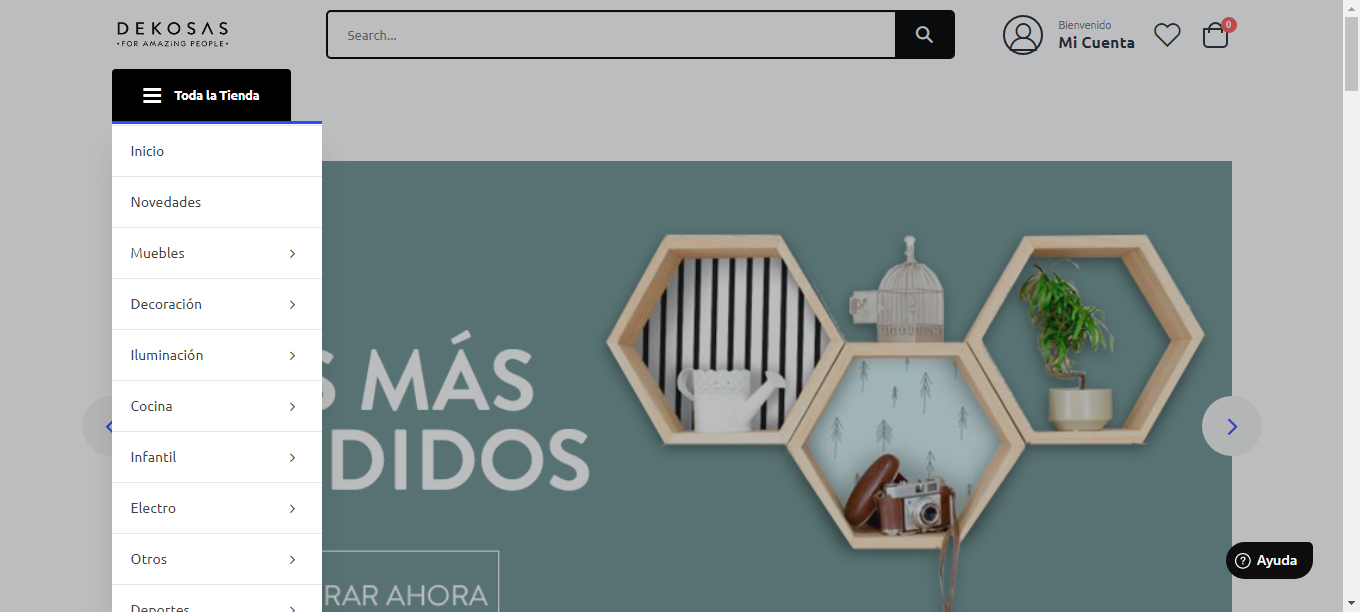 DEKOSAS
•FOR AMAZiNG PEOPLE•
Search...
Bienvenido
Mi Cuenta
0
Toda la Tienda
Inicio
Novedades
Muebles
Decoración
Iluminación
Cocina
Infantil
Electro
Otros
Deportes
S MÁS
DIDOS
RAR AHORA
Ayuda